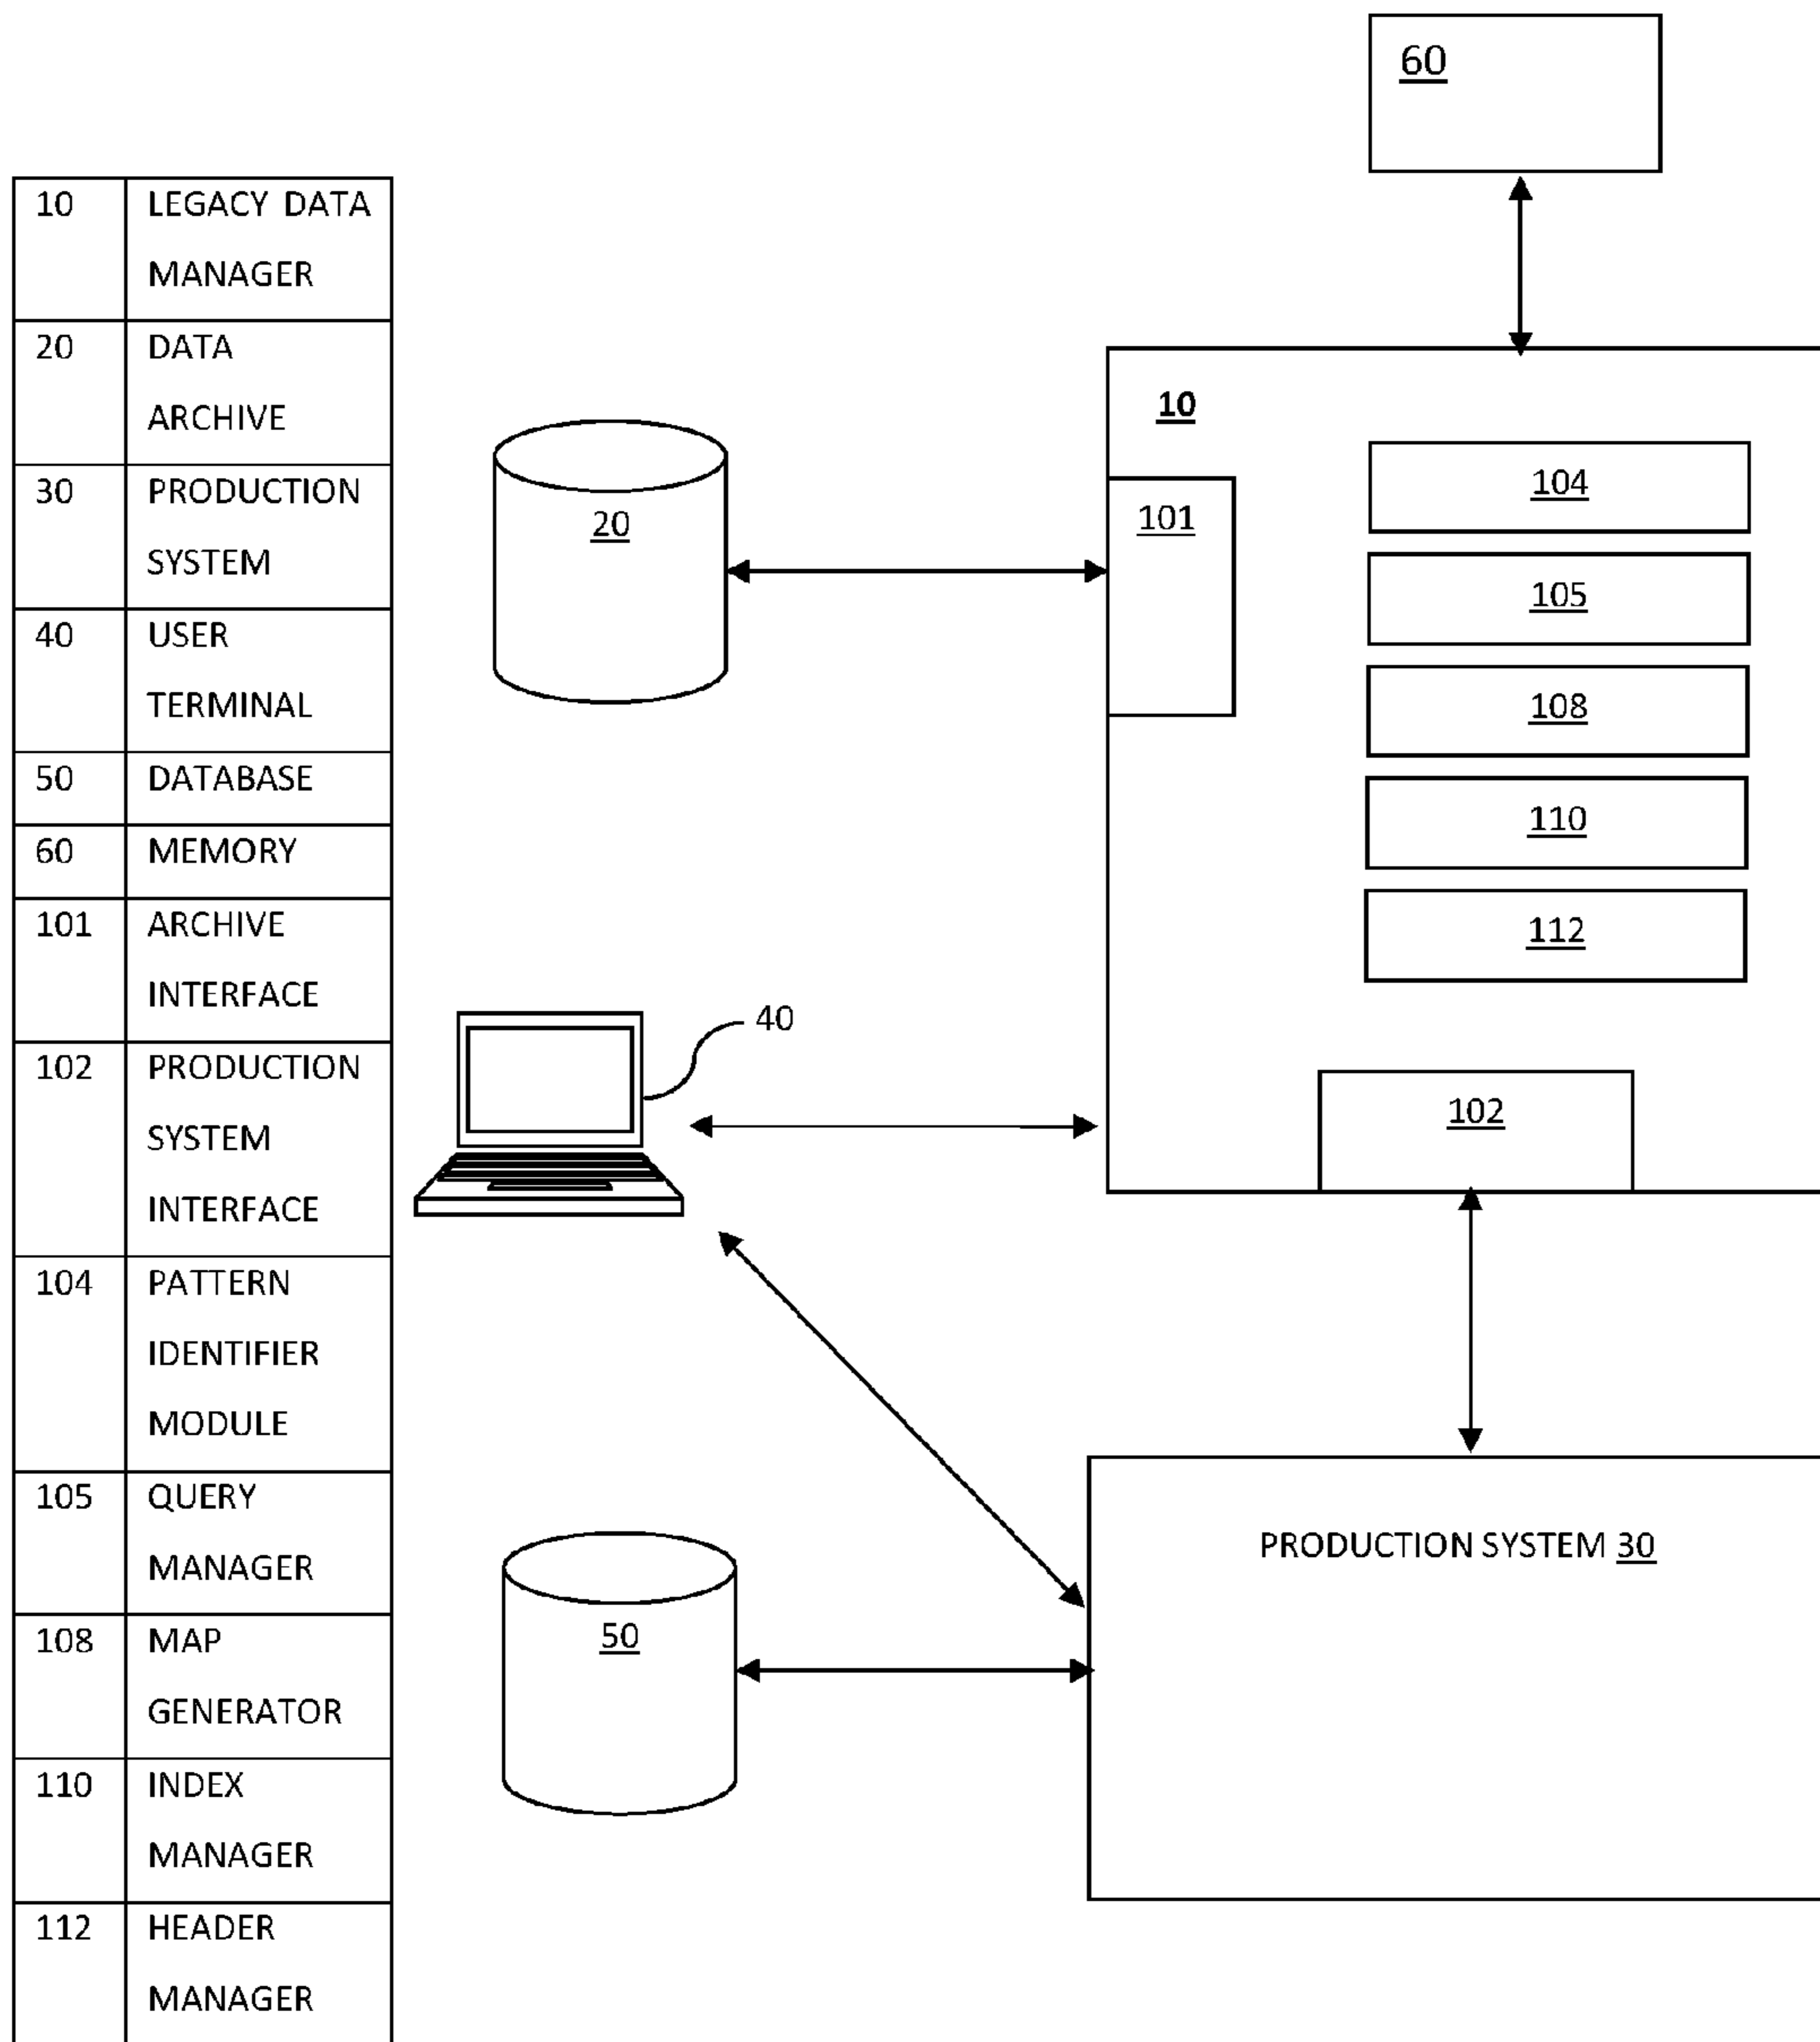 10 LEGACY DATA
MANAGER
20 DATA
ARCHIVE
30 PRODUCTION
SYSTEM
40 USER
TERMINAL
50 DATABASE
60 MEMORY
101 ARCHIVE
INTERFACE
102 PRODUCTION
SYSTEM
INTERFACE
104 PATTERN
IDENTIFIER
MODULE
105 QUERY
MANAGER
108 MAP
GENERATOR
110 INDEX
MANAGER
112 HEADER
MANAGER
60
10
101
104
105
108
110
112
102
20
40
50
PRODUCTION SYSTEM 30